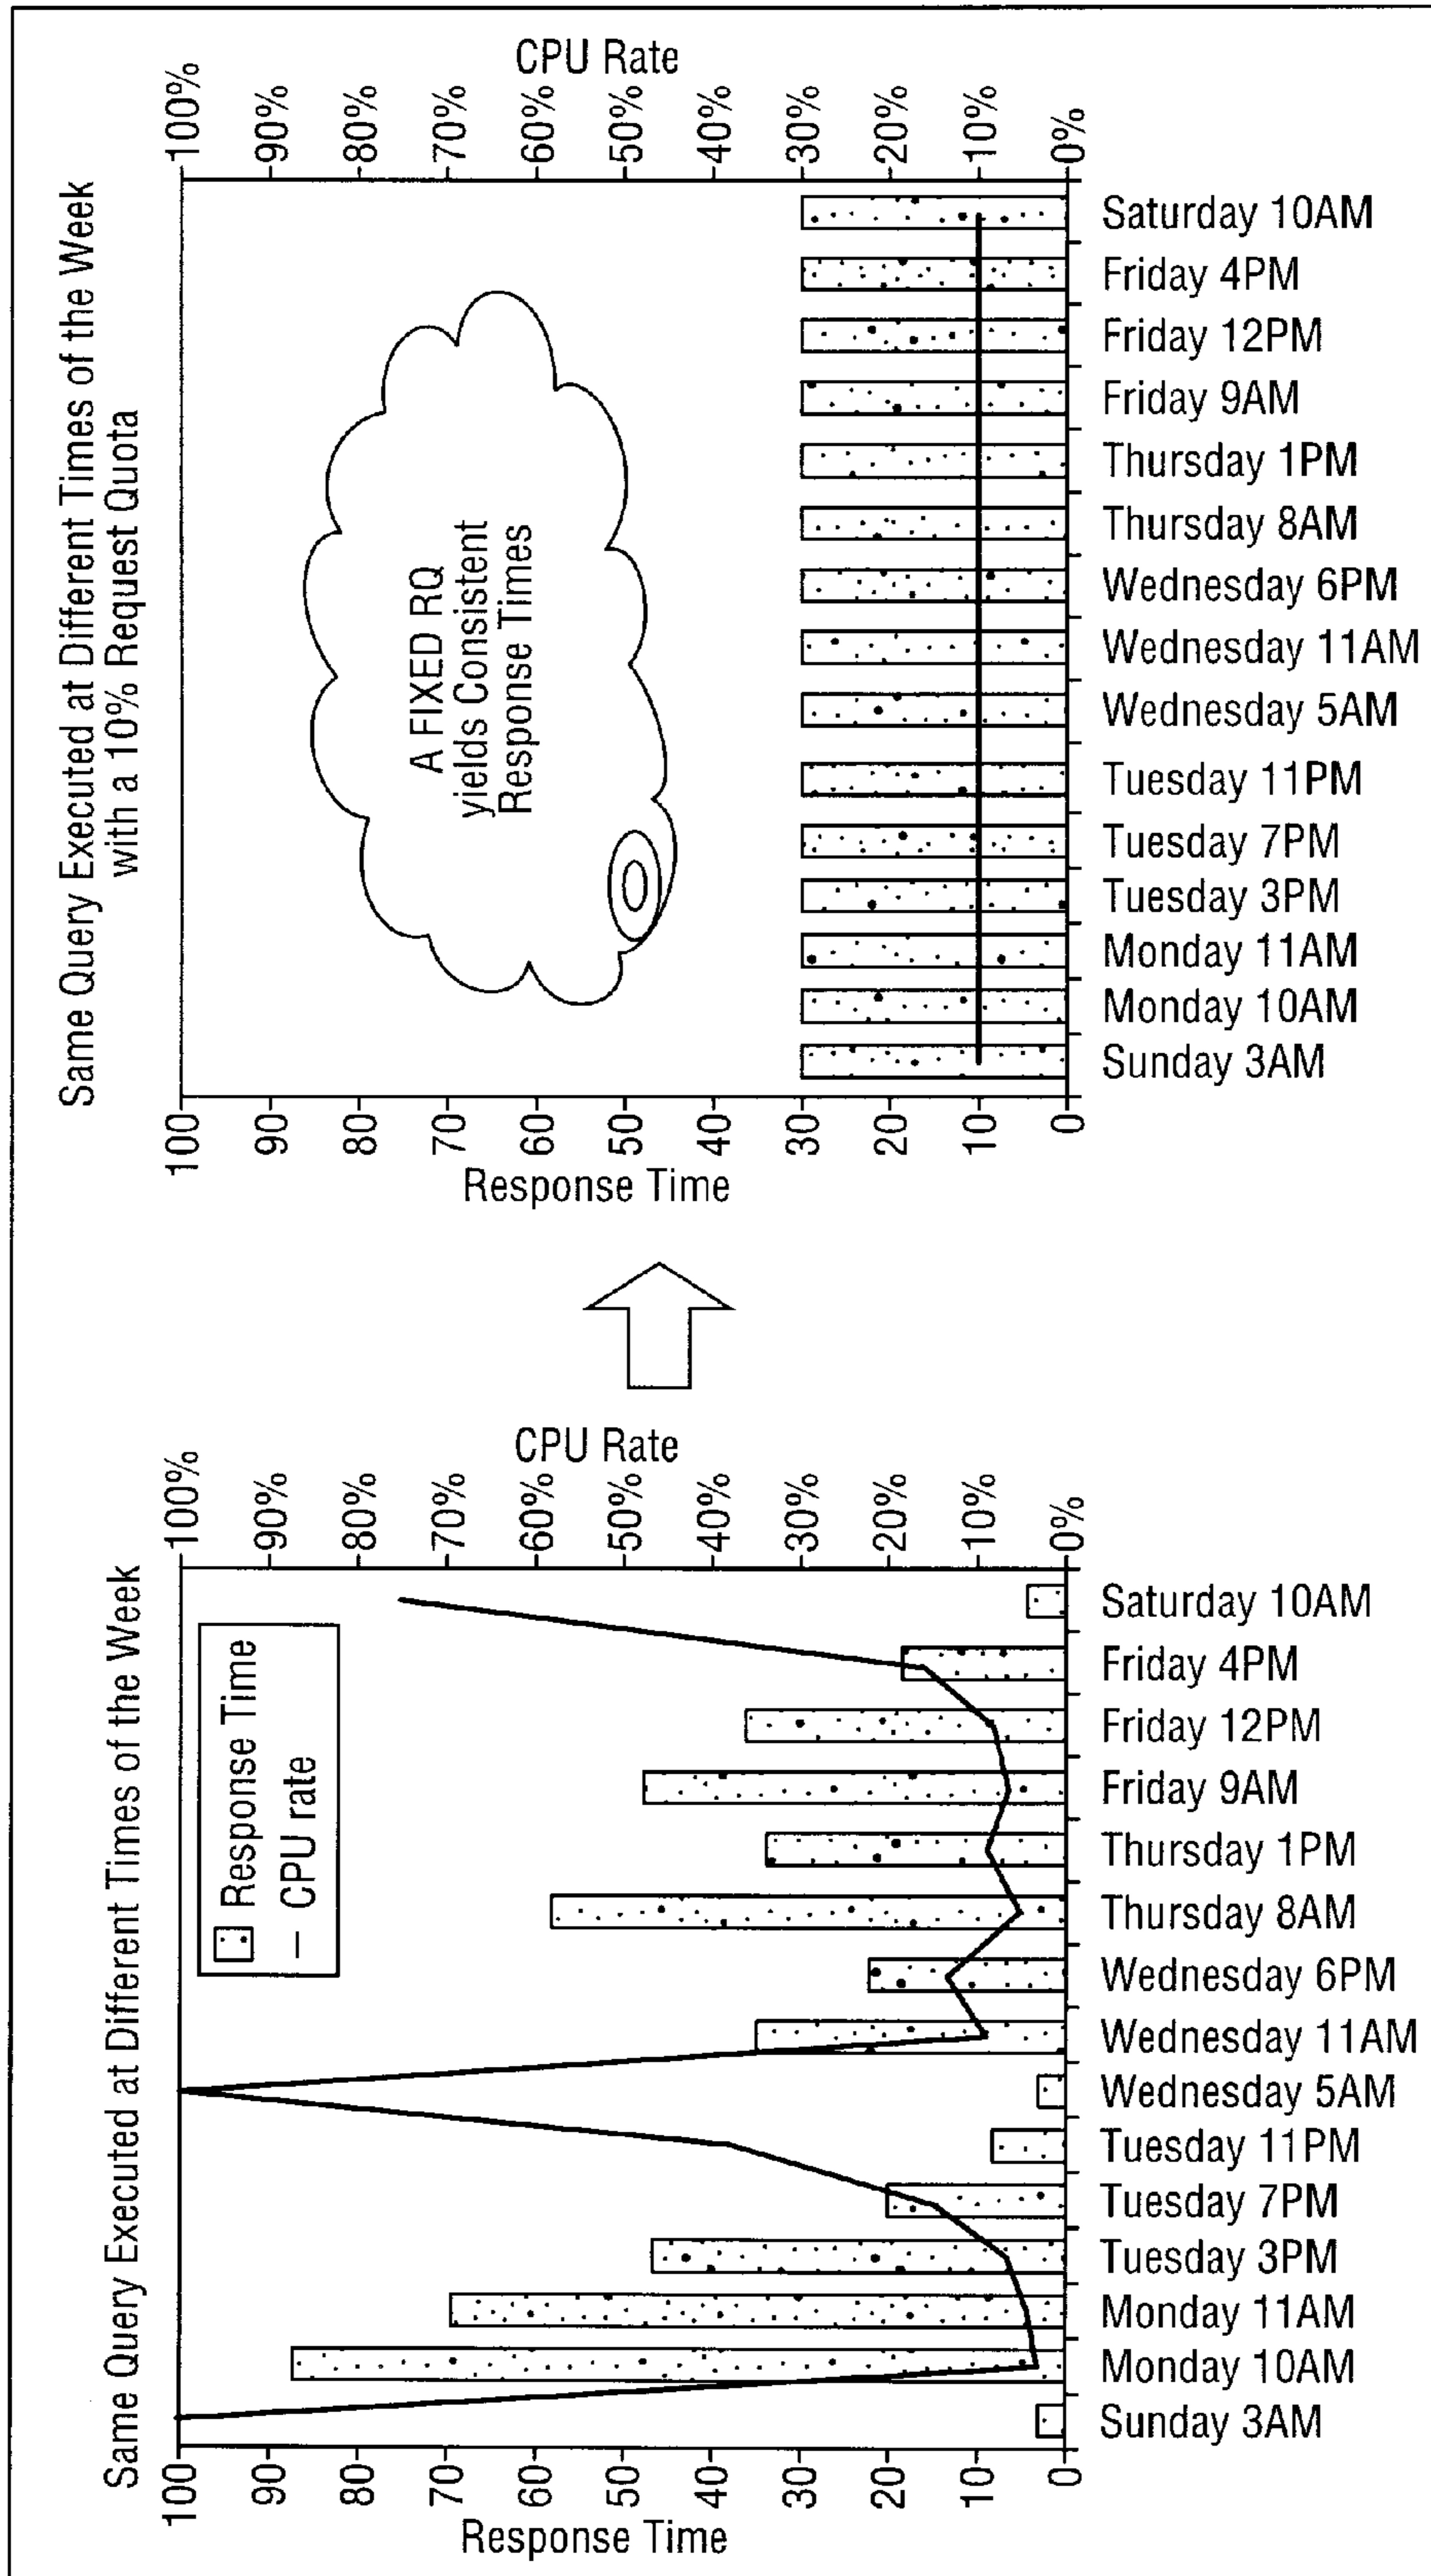 Same Query Executed at Different Times of the Week
Response Time
CPU rate
100
90
80
70
60
50
40
30
20
10
0
Response Time
100%
90%
80%
70%
60%
50%
40%
30%
20%
10%
0%
CPU Rate
Sunday 3AM
Monday 10AM
Monday 11AM
Tuesday 3PM
Tuesday 7PM
Tuesday 11PM
Wednesday 5AM
Wednesday 11AM
Wednesday 6PM
Thursday 8AM
Thursday 1PM
Friday 9AM
Friday 12PM
Friday 4PM
Saturday 10AM
Same Query Executed at Different Times of the Week
with a 10% Request Quota
A FIXED RQ
yields Consistent
Response Times
100
90
80
70
60
50
40
30
20
10
0
Response Time
100%
90%
80%
70%
60%
50%
40%
30%
20%
10%
0%
CPU Rate
Sunday 3AM
Monday 10AM
Monday 11AM
Tuesday 3PM
Tuesday 7PM
Tuesday 11PM
Wednesday 5AM
Wednesday 11AM
Wednesday 6PM
Thursday 8AM
Thursday 1PM
Friday 9AM
Friday 12PM
Friday 4PM
Saturday 10AM